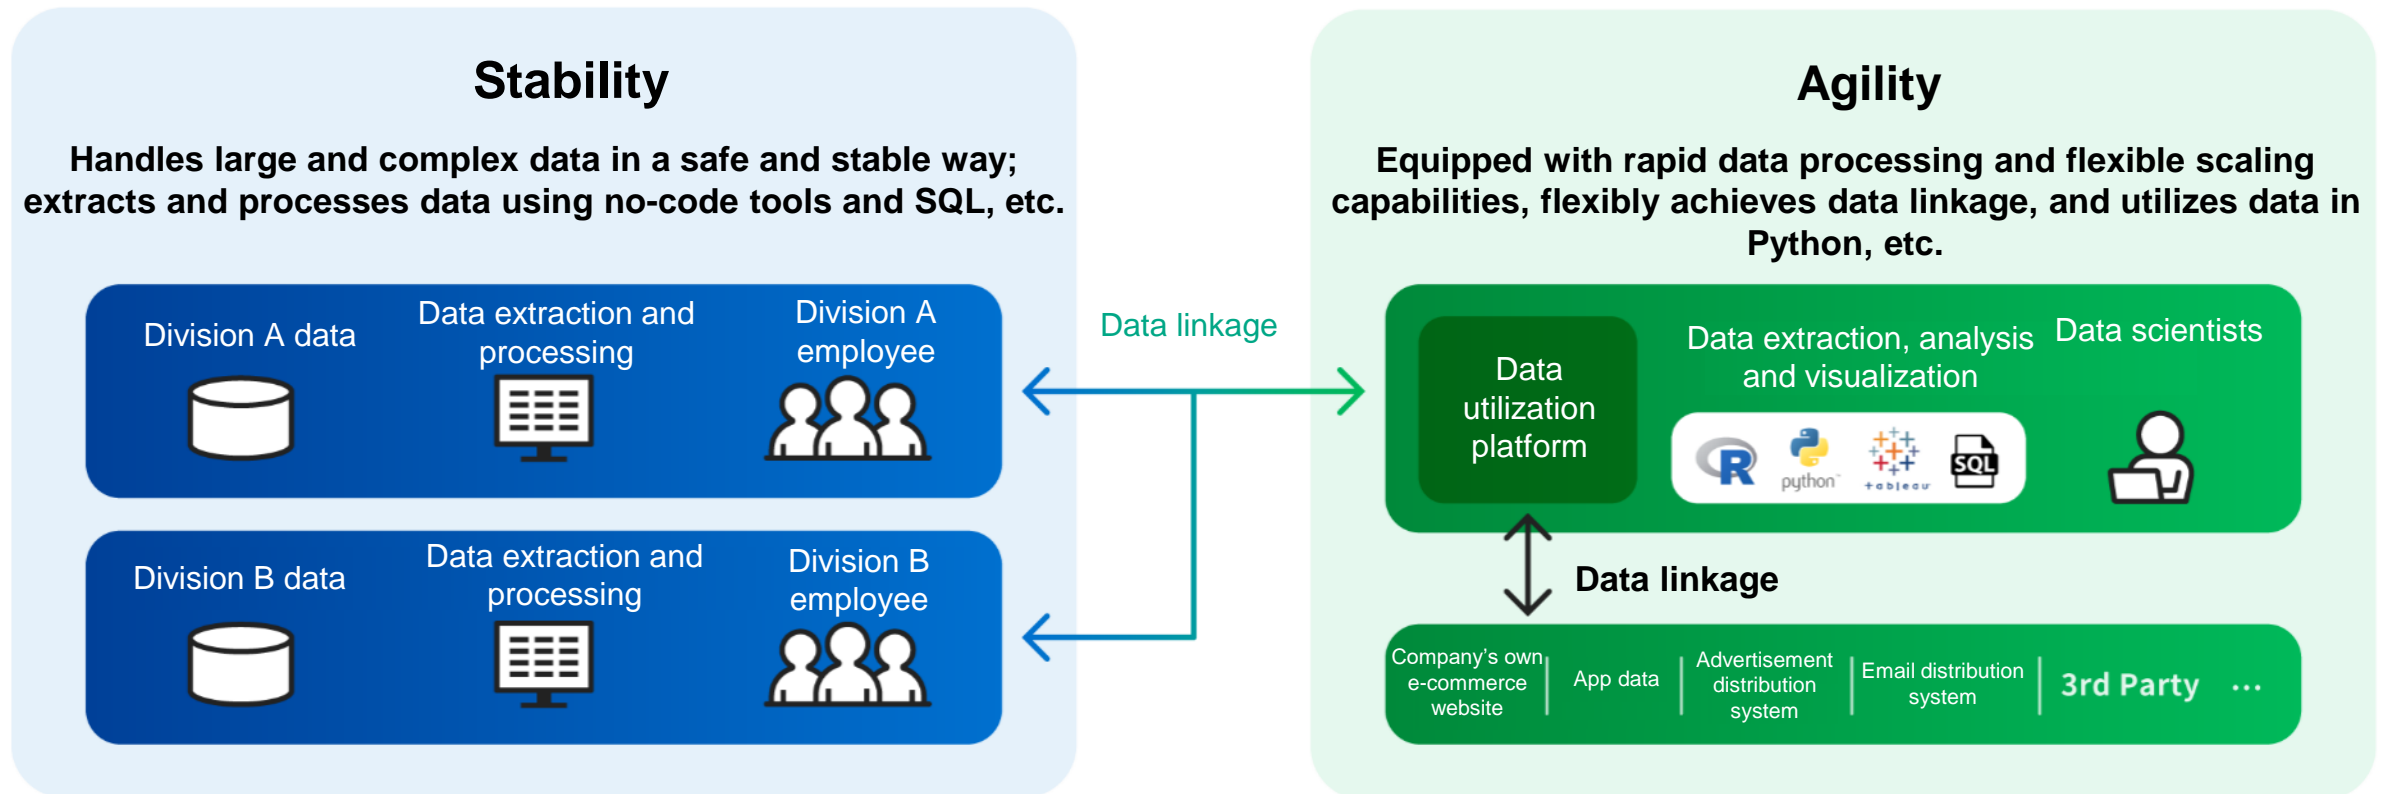 Stability
Handles large and complex data in a safe and stable way;
extracts and processes data using no-code tools and SQL, etc.
Division A data
Data extraction and
processing
Division A
employee
Division B data
Data extraction and
processing
Division B
employee
Data linkage
Agility
Equipped with rapid data processing and flexible scaling
capabilities, flexibly achieves data linkage, and utilizes data in
Python, etc.
Data
utilization
platform
Data extraction, analysis
and visualization
R
python™
+ableau
SQL
Data scientists
Data linkage
Company's own
e-commerce
website
App data
Advertisement
distribution
system
Email distribution
system
3rd Party ...